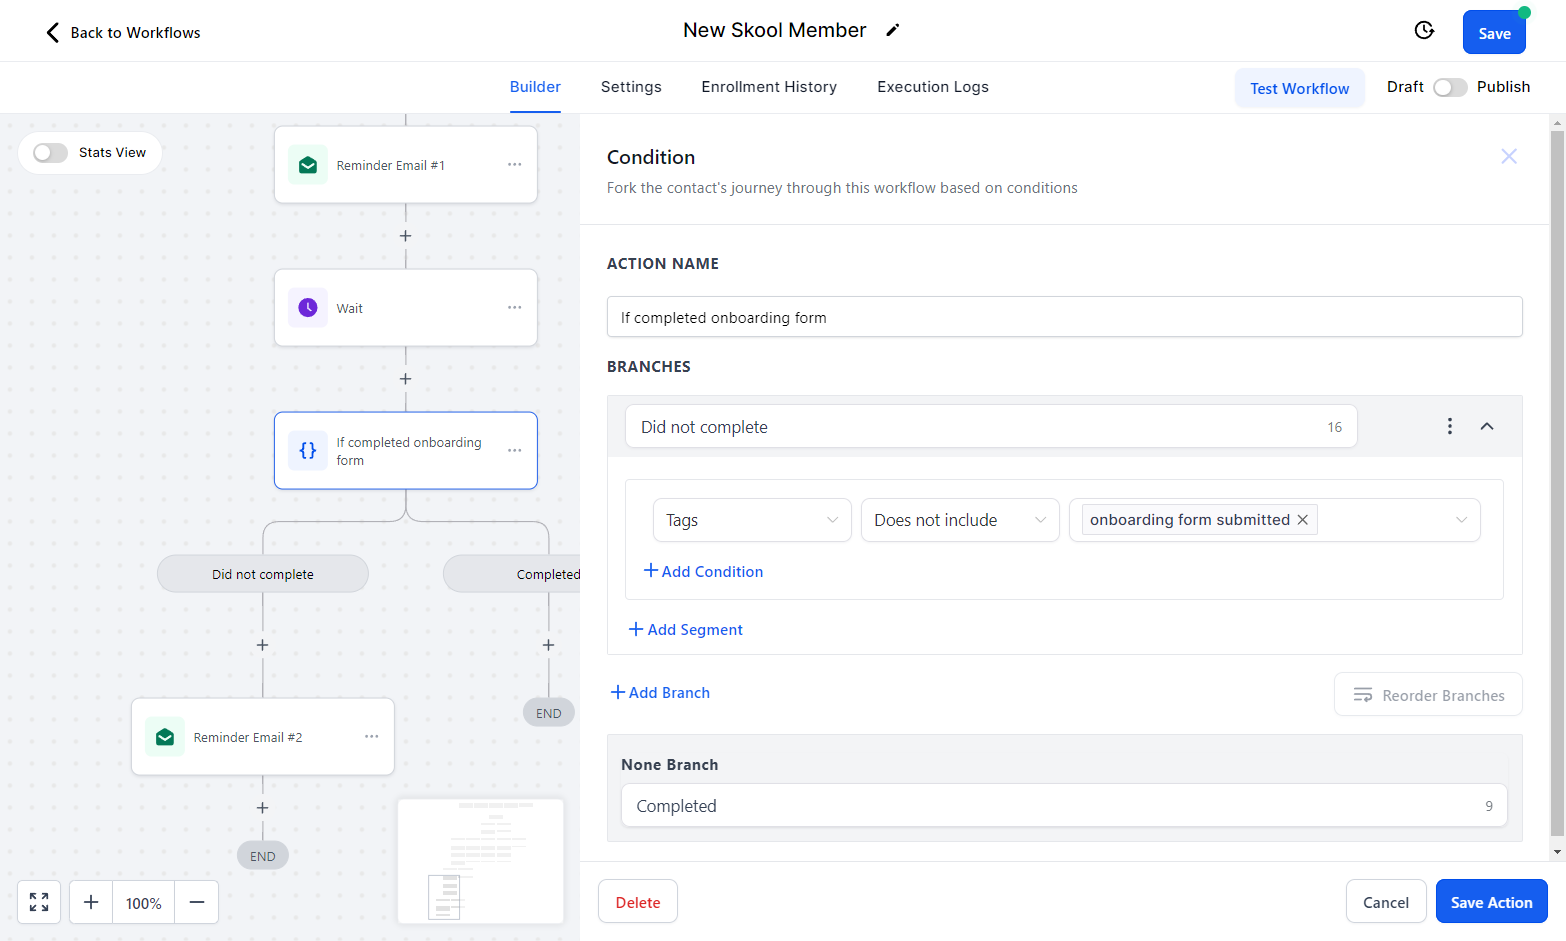 Back to Workflows
New Skool Member
Save
Builder
Settings
Enrollment History
Execution Logs
Test Workflow
Draft
Publish
Stats View
Reminder Email #1
Wait
If completed onboarding
form
Did not complete
Completed
END
Reminder Email #2
END
100%
Condition
Fork the contact's journey through this workflow based on conditions
ACTION NAME
If completed onboarding form
BRANCHES
Did not complete
16
Tags
Does not include
onboarding form submitted
Add Condition
Add Segment
Add Branch
Reorder Branches
None Branch
Completed
9
Delete
Cancel
Save Action